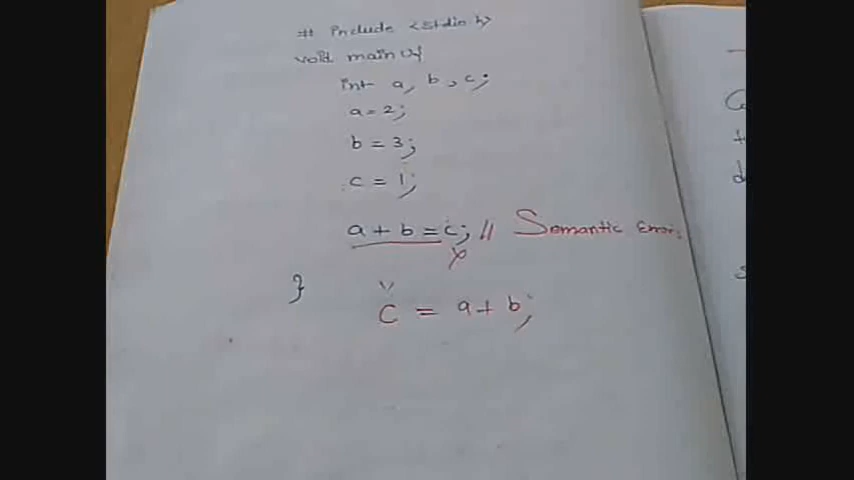 # include <stdio h>
void main(){
int a, b, c;
a = 2;
b = 3;
c = 1;
a + b = c; // Semantic Error.
}
c = a + b;